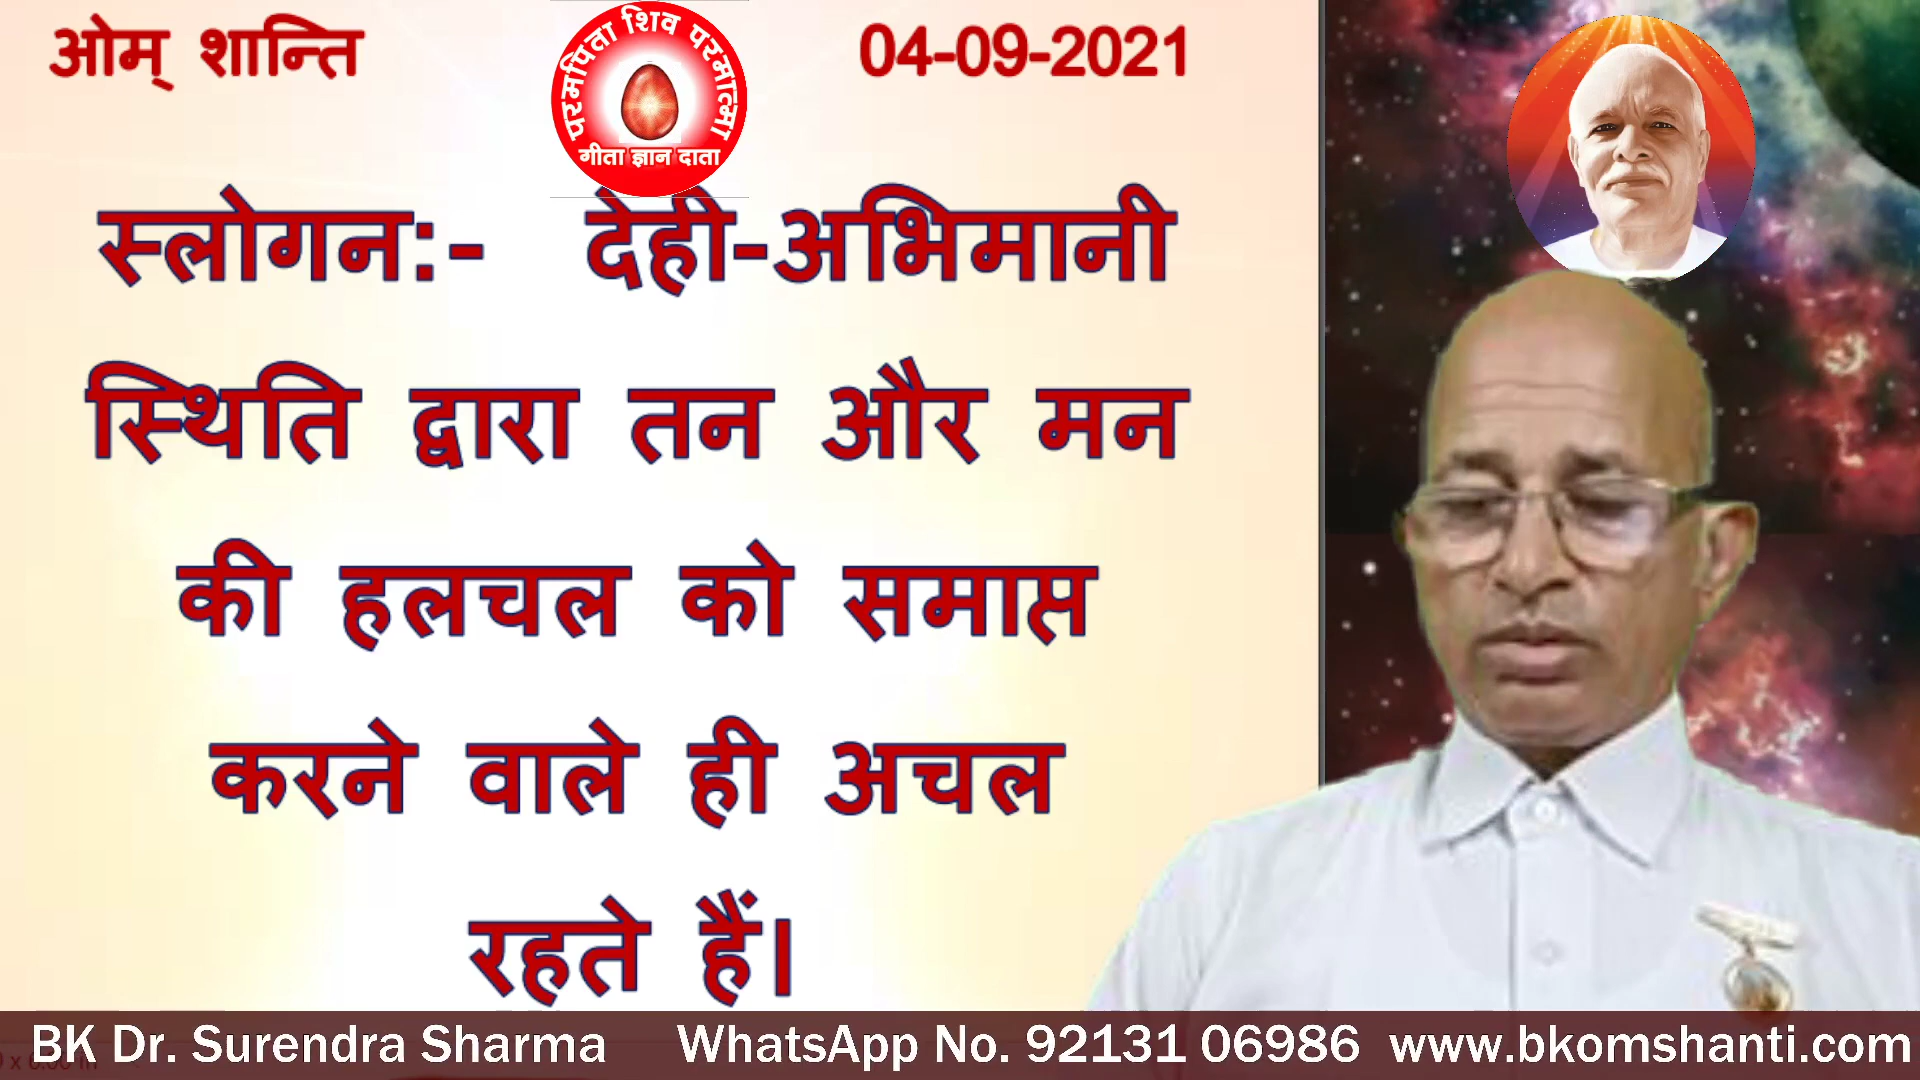 ओम् शान्ति
परमपिता शिव परमात्मा
गीता ज्ञान दाता
04-09-2021
स्लोगन:- देही-अभिमानी
स्थिति द्वारा तन और मन
की हलचल को समाप्त
करने वाले ही अचल
रहते हैं।
BK Dr. Surendra Sharma WhatsApp No. 92131 06986 www.bkomshanti.com